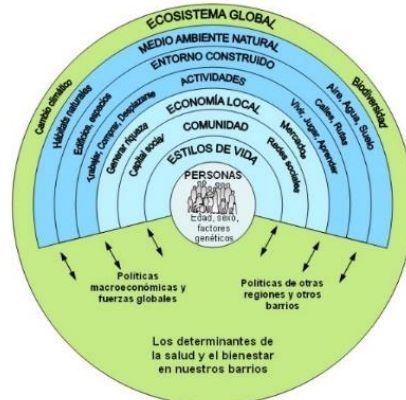 ECOSISTEMA GLOBAL
Cambio climático
Biodiversidad
MEDIO AMBIENTE NATURAL
Hábitats naturales
Aire, Agua, Suelo
ENTORNO CONSTRUIDO
Edificios, espacios
Calles, Rutas
ACTIVIDADES
Trabajar, Comprar, Desplazarse
Vivir, Jugar, Aprender
ECONOMÍA LOCAL
Generar riqueza
Mercados
COMUNIDAD
Capital social
Redes sociales
ESTILOS DE VIDA
PERSONAS
Edad, sexo,
factores
genéticos
Políticas
macroeconómicas y
fuerzas globales
Políticas de otras
regiones y otros
barrios
Los determinantes de
la salud y el bienestar
en nuestros barrios